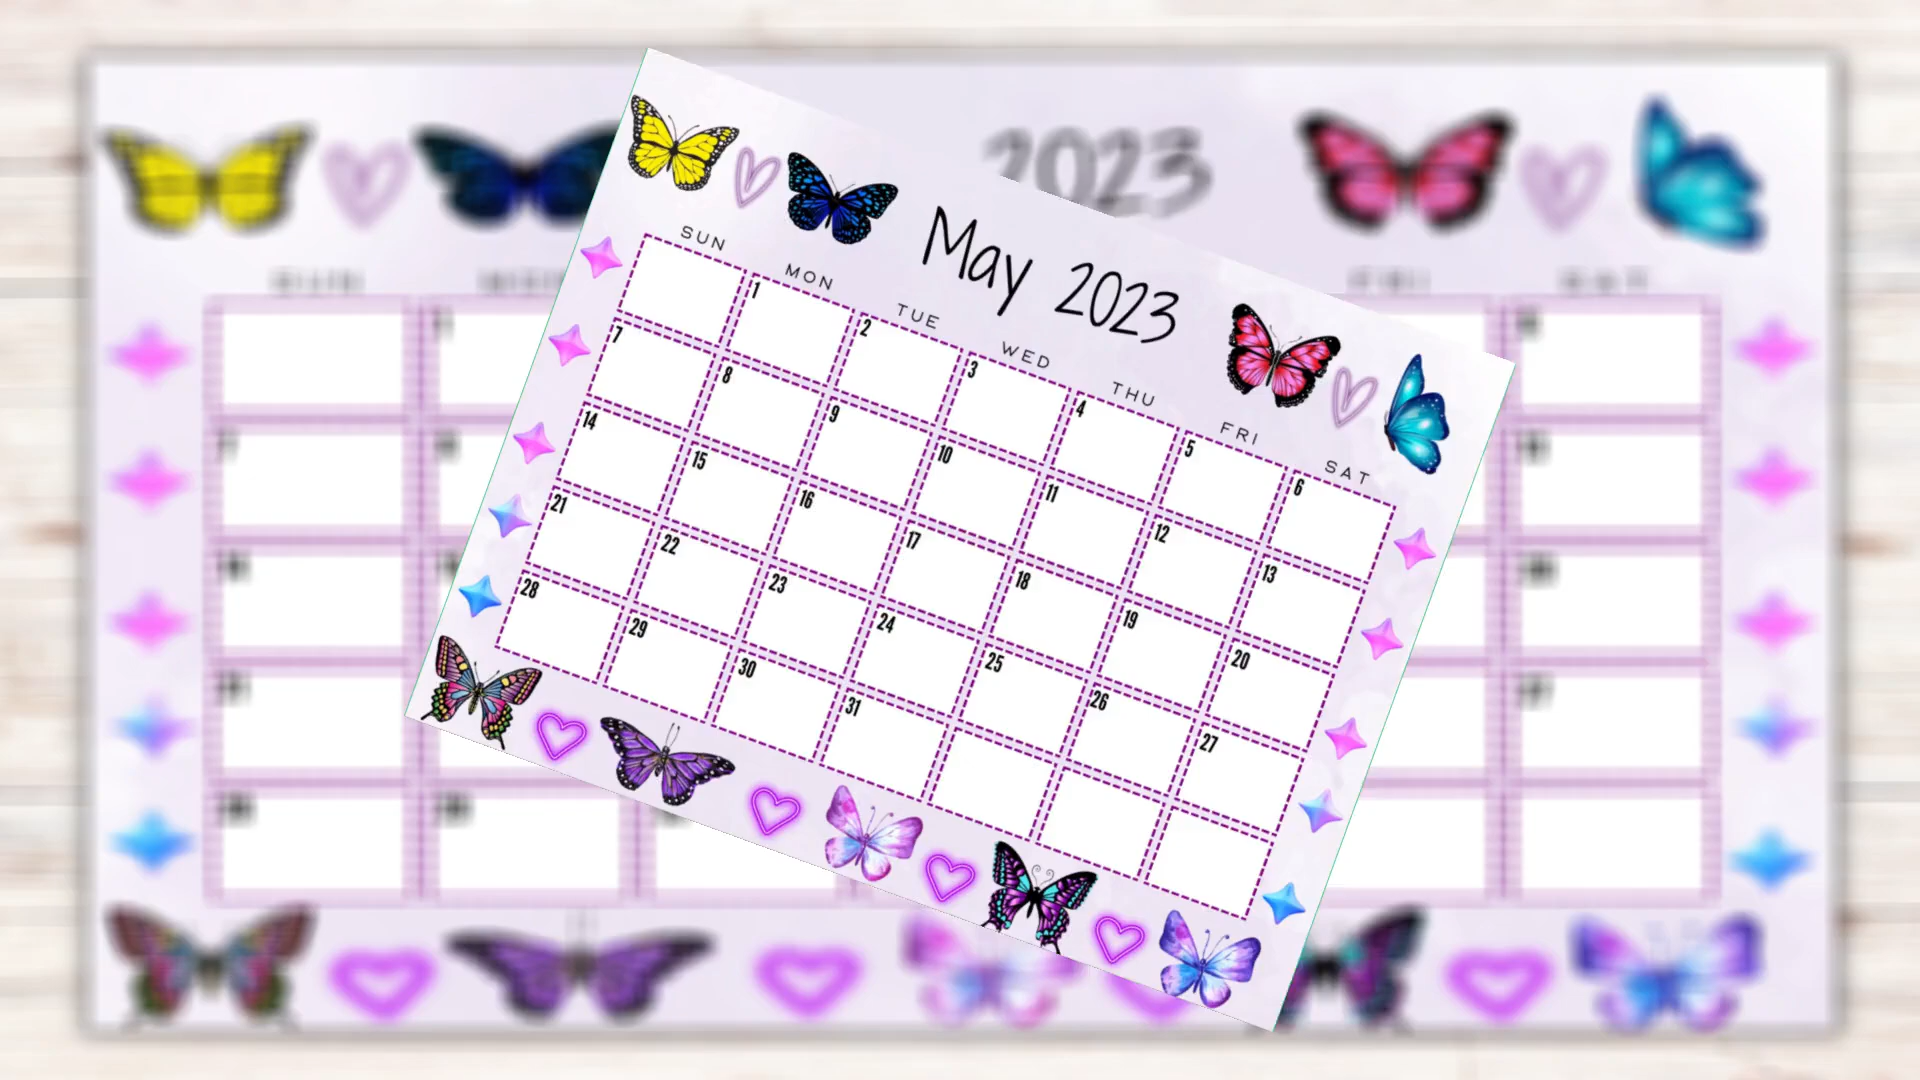 May 2023
SUN MON TUE WED THU FRI SAT
1 2 3 4 5 6
7 8 9 10 11 12 13
14 15 16 17 18 19 20
21 22 23 24 25 26 27
28 29 30 31
2023